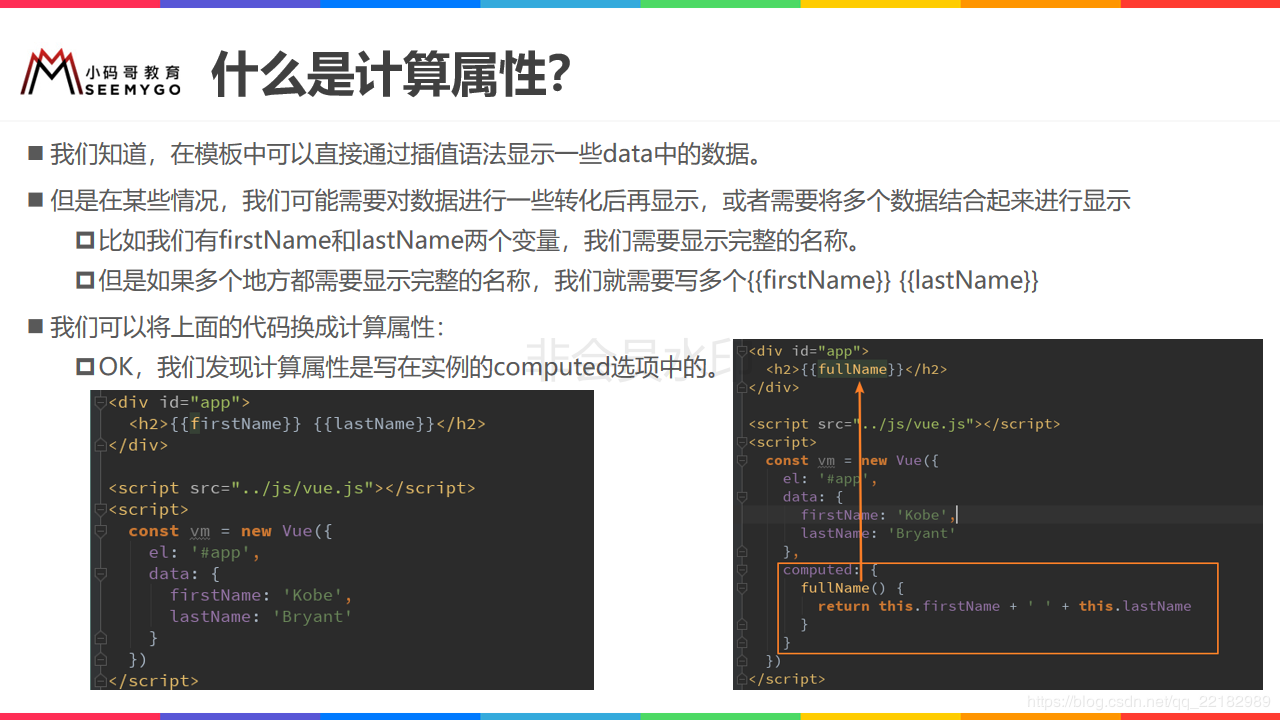 小码哥教育
SEEMYGO
什么是计算属性?
我们知道，在模板中可以直接通过插值语法显示一些data中的数据。
但是在某些情况，我们可能需要对数据进行一些转化后再显示，或者需要将多个数据结合起来进行显示
比如我们有firstName和lastName两个变量，我们需要显示完整的名称。
但是如果多个地方都需要显示完整的名称，我们就需要写多个{{firstName}} {{lastName}}
我们可以将上面的代码换成计算属性：
OK，我们发现计算属性是写在实例的computed选项中的。
非会员水印
<div id="app">
<h2>{{firstName}} {{lastName}}</h2>
</div>
<script src="../js/vue.js"></script>
<script>
const vm = new Vue({
el: '#app',
data: {
firstName: 'Kobe',
lastName: 'Bryant'
}
})
</script>
<div id="app">
<h2>{{fullName}}</h2>
</div>
<script src="../js/vue.js"></script>
<script>
const vm = new Vue({
el: '#app',
data: {
firstName: 'Kobe',
lastName: 'Bryant'
},
computed: {
fullName() {
return this.firstName + ' ' + this.lastName
}
}
})
</script>
https://blog.csdn.net/qq_22182989